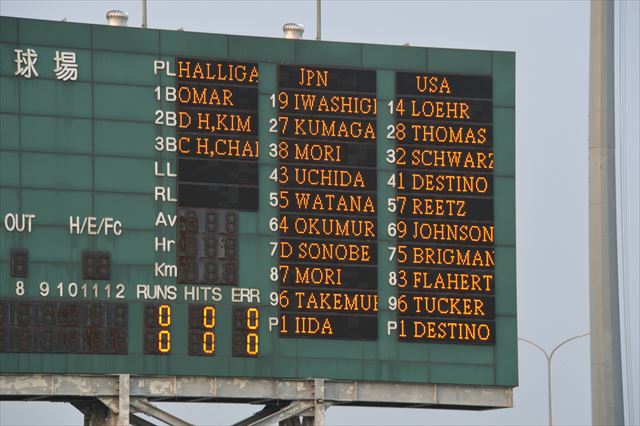 球場
PL HALLIGA
1B OMAR
2B D H,KIM
3B C H,CHAI
LL
RL
Av
Hr
Km
OUT H/E/Fc
8 9 10 11 12 RUNS HITS ERR
0 0 0
0 0 0
JPN
1 9 IWASHIGI
2 7 KUMAGA
3 8 MORI
4 3 UCHIDA
5 5 WATANA
6 4 OKUMUR
7 D SONOBE
8 7 MORI
9 6 TAKEMUR
P 1 IIDA
USA
1 4 LOEHR
2 8 THOMAS
3 2 SCHWARZ
4 1 DESTINO
5 7 REETZ
6 9 JOHNSON
7 5 BRIGMAN
8 3 FLAHERT
9 6 TUCKER
P 1 DESTINO